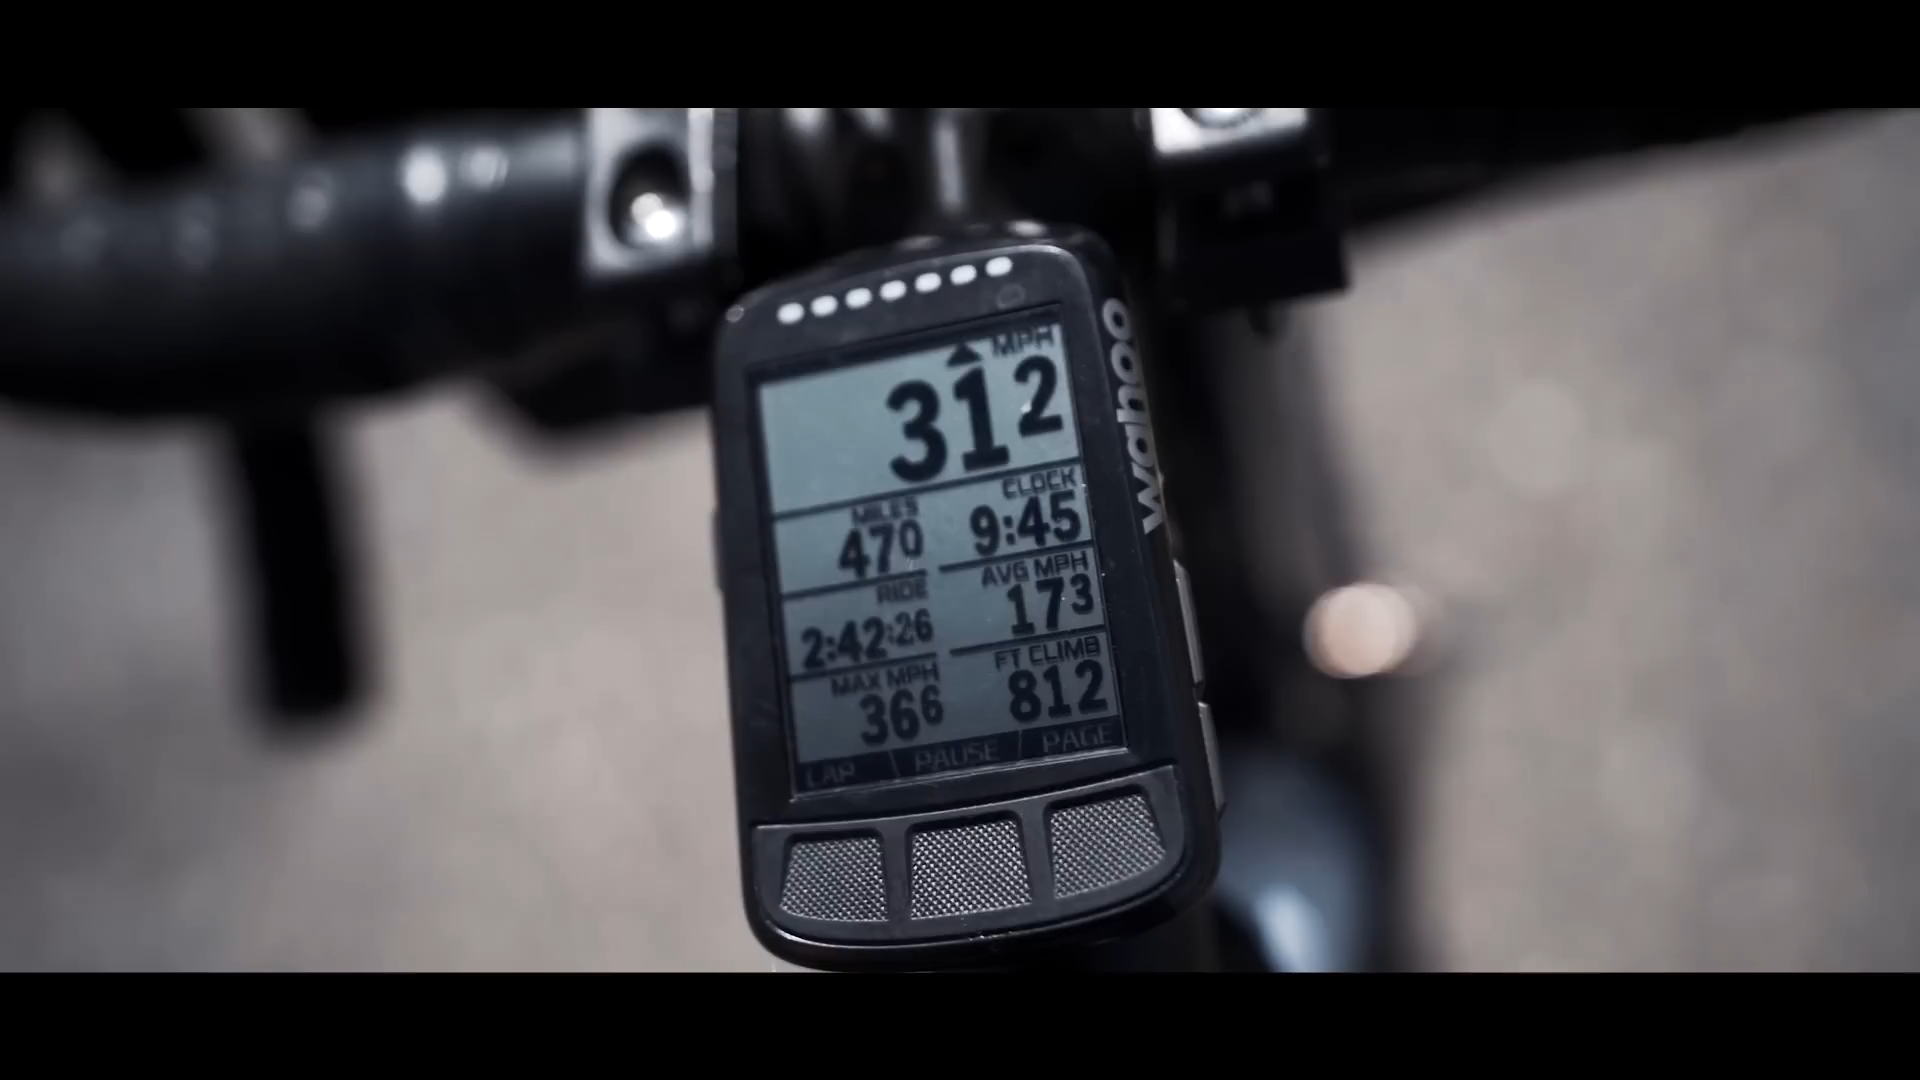 MPH
312
MILES
470
CLOCK
9:45
RIDE
2:42:26
AVG MPH
173
MAX MPH
366
FT CLIMB
812
LAP PAUSE PAGE
wahoo